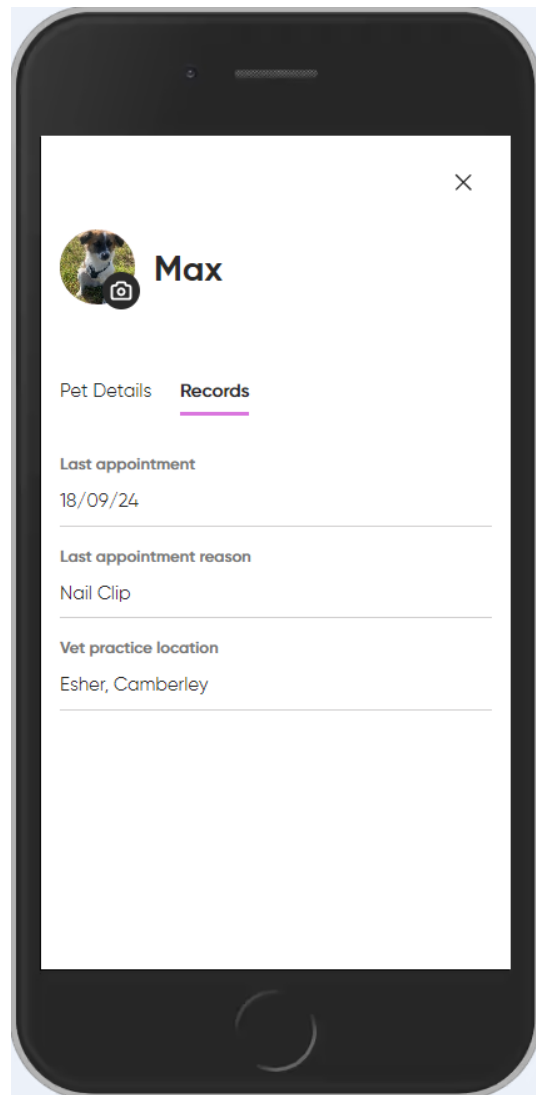 Max
Pet Details Records
Last appointment
18/09/24
Last appointment reason
Nail Clip
Vet practice location
Esher, Camberley